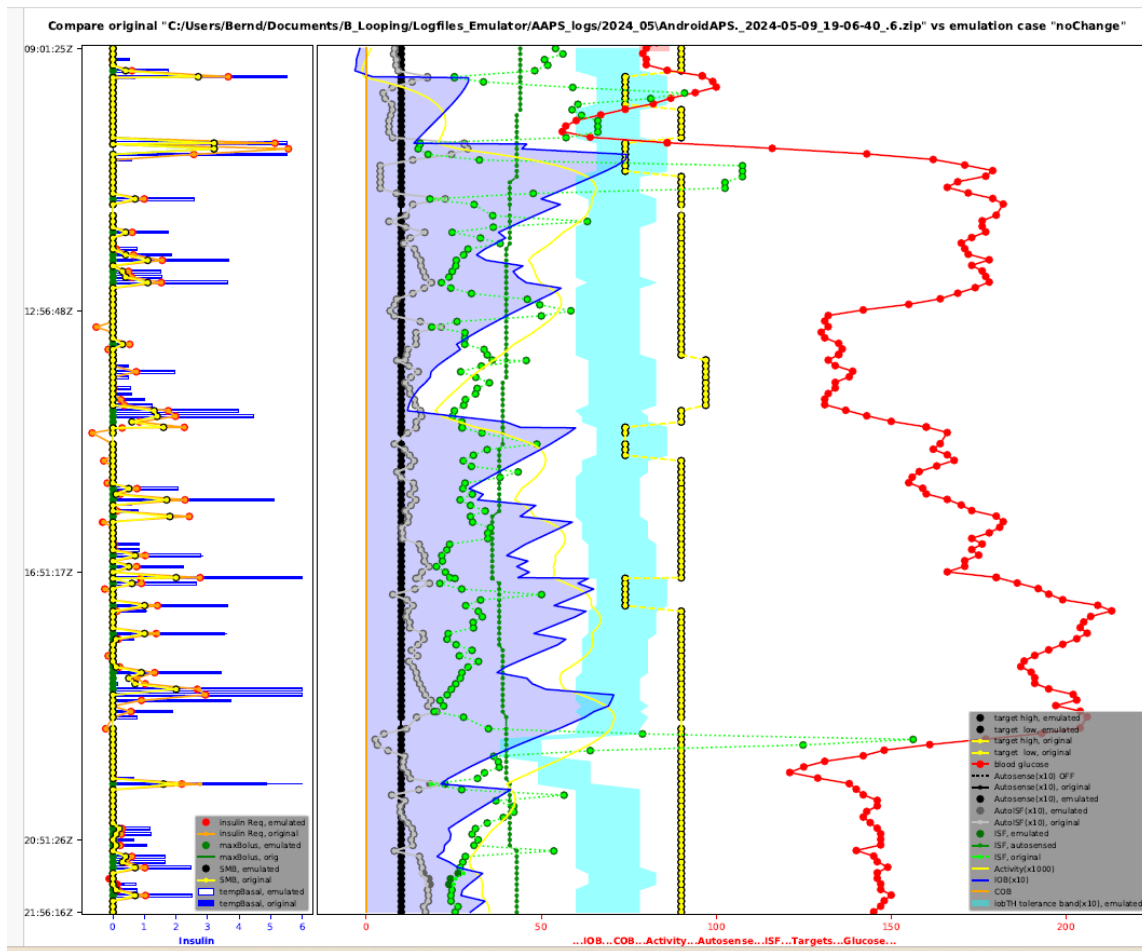 Compare original "C:/Users/Bernd/Documents/B_Looping/Logfiles_Emulator/AAPS_logs/2024_05\AndroidAPS._2024-05-09_19-06-40_.6.zip" vs emulation case "noChange"
09:01:25Z
12:56:48Z
16:51:17Z
20:51:26Z
21:56:16Z
insulin Req, emulated
insulin Req, original
maxBolus, emulated
maxBolus, orig
SMB, emulated
SMB, original
tempBasal, emulated
tempBasal, original
target high, emulated
target low, emulated
target high, original
target low, original
blood glucose
Autosense(x10) OFF
Autosense(x10), original
Autosense(x10), emulated
AutoISF(x10), emulated
AutoISF(x10), original
ISF, emulated
ISF, autosensed
ISF, original
Activity(x1000)
IOB(x10)
COB
iobTH tolerance band(x10), emulated
0 1 2 3 4 5 6
Insulin
0 50 100 150 200
...IOB...COB...Activity...Autosense...ISF...Targets...Glucose...